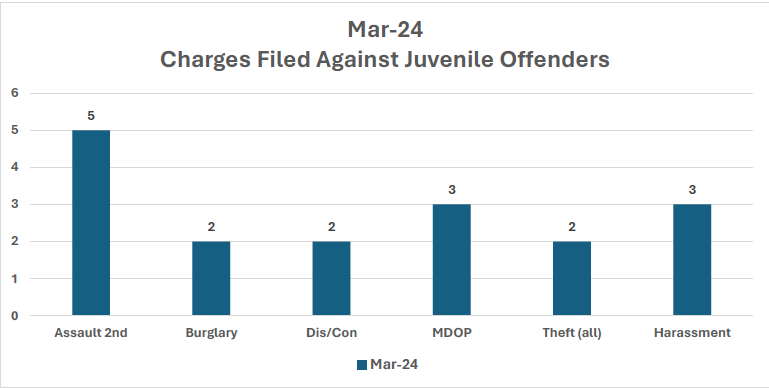 Mar-24
Charges Filed Against Juvenile Offenders
6
5
4
3
2
1
0
5
2
2
3
2
3
Assault 2nd
Burglary
Dis/Con
MDOP
Theft (all)
Harassment
Mar-24